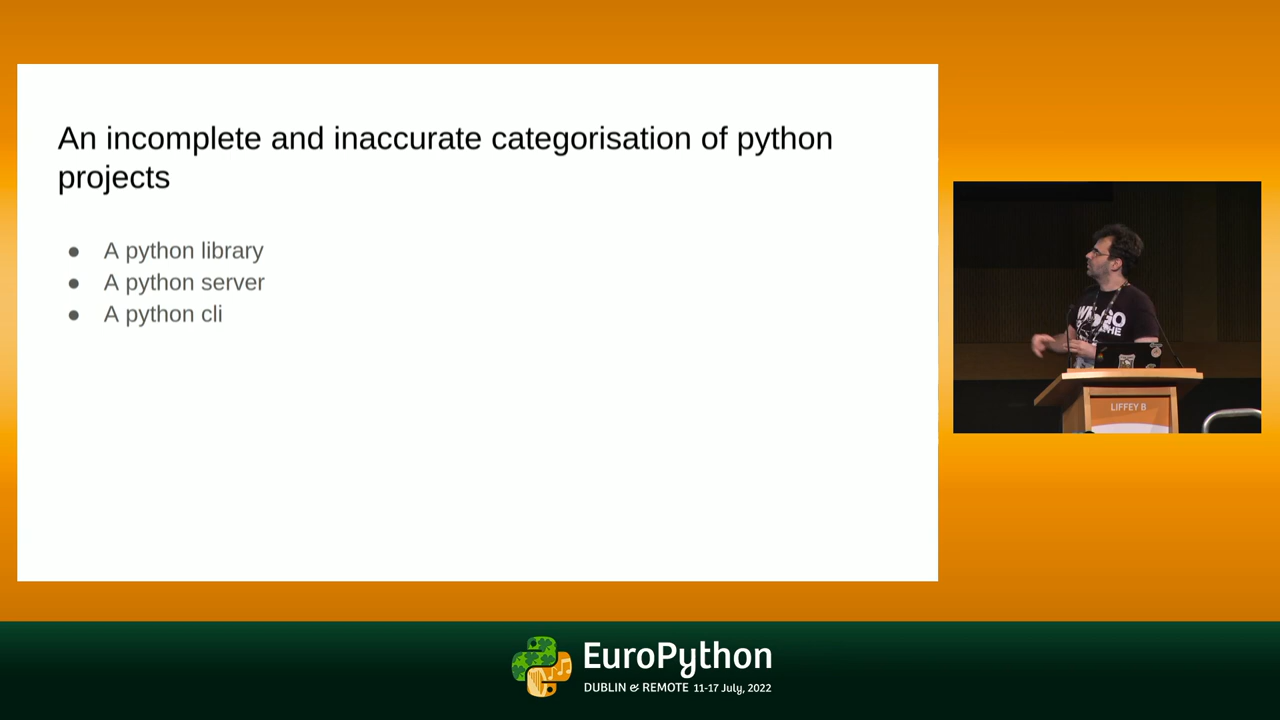 An incomplete and inaccurate categorisation of python
projects
● A python library
● A python server
● A python cli
LIFFEY B
EuroPython
DUBLIN & REMOTE 11-17 July, 2022